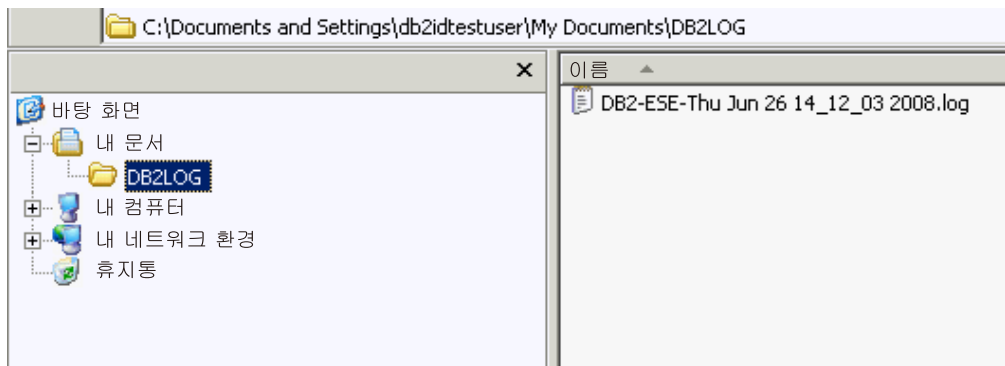 C:\Documents and Settings\db2idtestuser\My Documents\DB2LOG
이름
DB2-ESE-Thu Jun 26 14_12_03 2008.log
바탕 화면
내 문서
DB2LOG
내 컴퓨터
내 네트워크 환경
휴지통